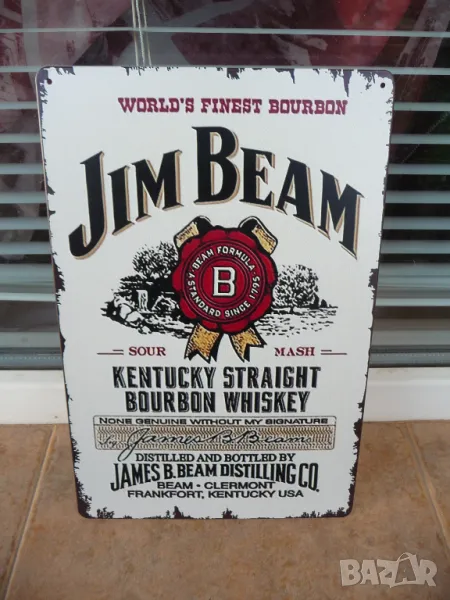 WORLD'S FINEST BOURBON
JIM BEAM
BEAM FORMULA
B
STANDARD SINCE 1795
SOUR MASH
KENTUCKY STRAIGHT
BOURBON WHISKEY
NONE GENUINE WITHOUT MY SIGNATURE
James B. Beam
DISTILLED AND BOTTLED BY
JAMES B. BEAM DISTILLING CO.
BEAM • CLERMONT
FRANKFORT, KENTUCKY USA
BAZAR